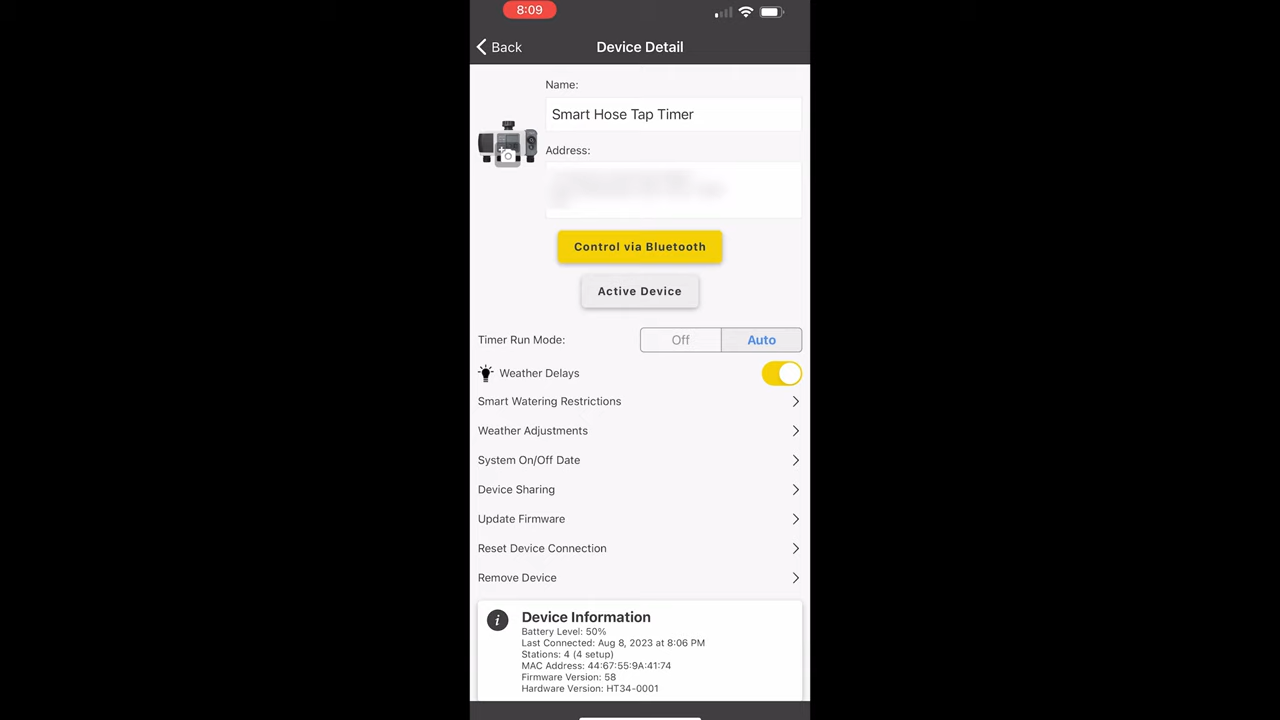 8:09
Back
Device Detail
Name:
Smart Hose Tap Timer
Address:
Control via Bluetooth
Active Device
Timer Run Mode:
Off
Auto
Weather Delays
Smart Watering Restrictions
Weather Adjustments
System On/Off Date
Device Sharing
Update Firmware
Reset Device Connection
Remove Device
Device Information
Battery Level: 50%
Last Connected: Aug 8, 2023 at 8:06 PM
Stations: 4 (4 setup)
MAC Address: 44:67:55:9A:41:74
Firmware Version: 58
Hardware Version: HT34-0001